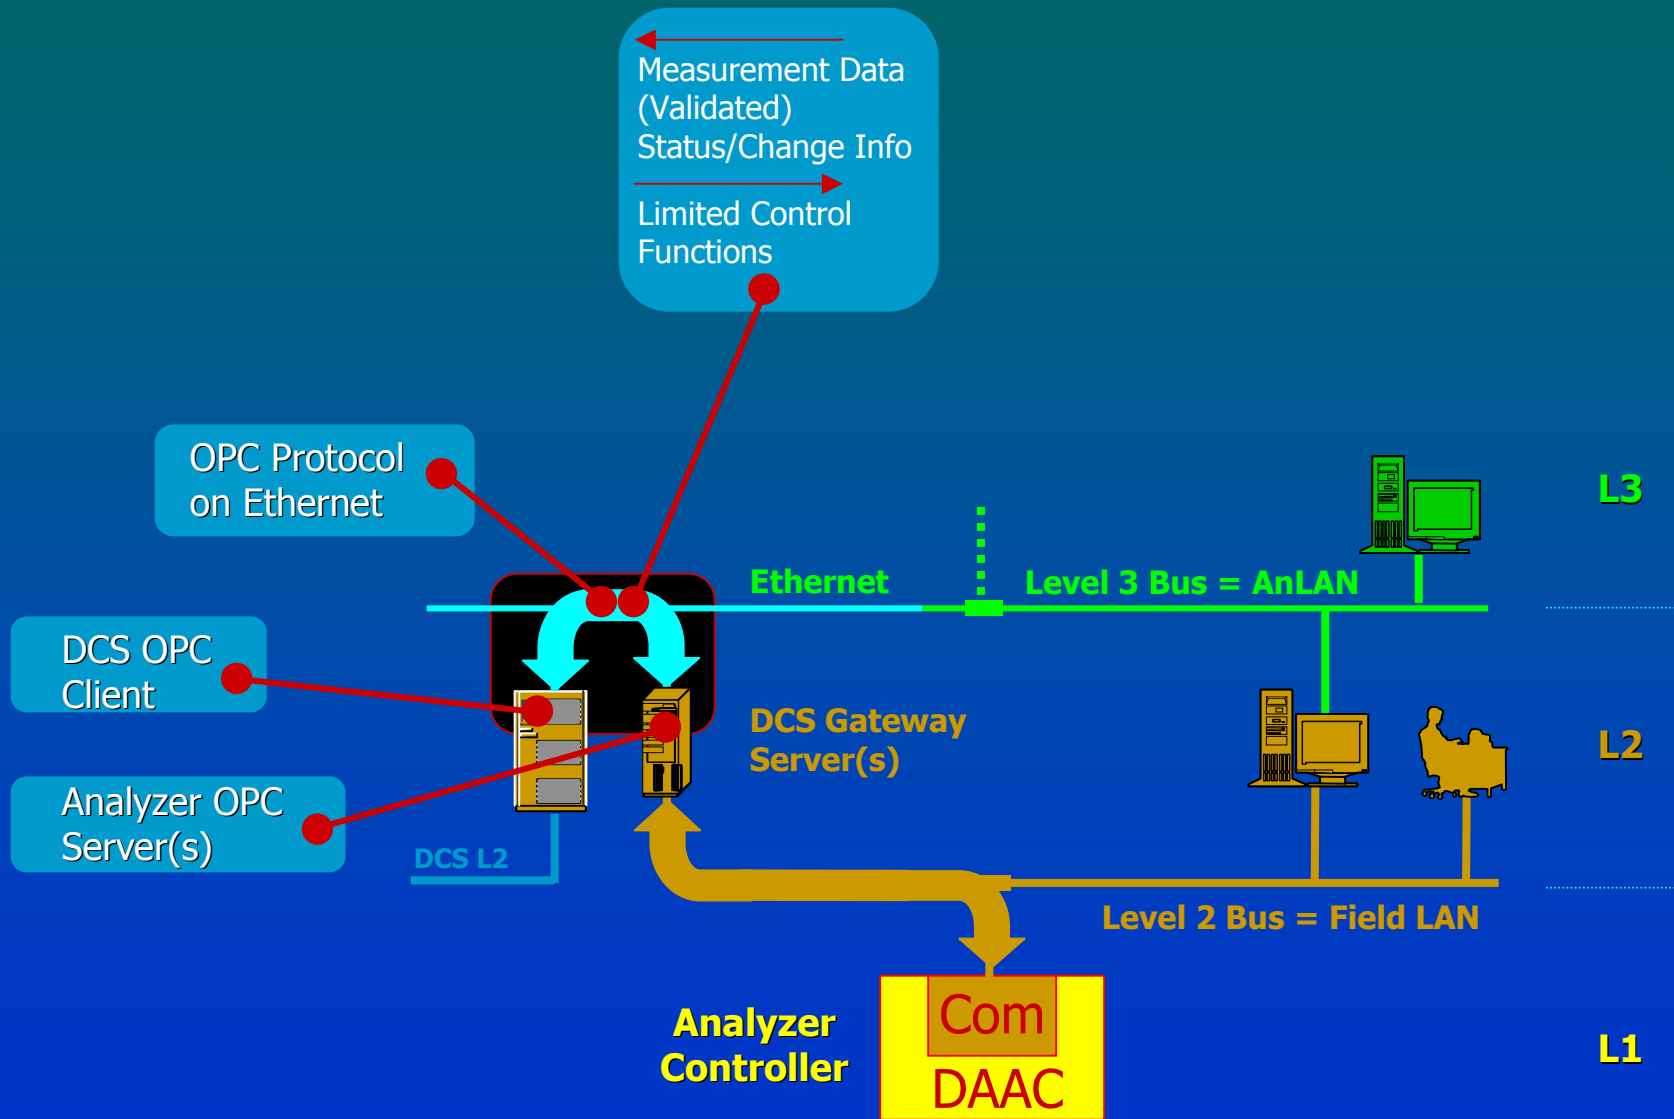 Measurement Data
(Validated)
Status/Change Info
Limited Control
Functions
OPC Protocol
on Ethernet
L3
Ethernet
Level 3 Bus = AnLAN
DCS OPC
Client
DCS Gateway
Server(s)
L2
Analyzer OPC
Server(s)
DCS L2
Level 2 Bus = Field LAN
Analyzer
Controller
Com
DAAC
L1